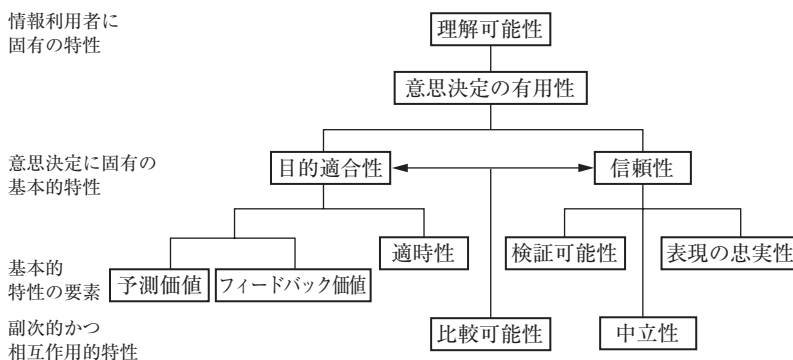 情報利用者に
固有の特性
理解可能性
意思決定の有用性
意思決定に固有の
基本的特性
目的適合性
信頼性
適時性
検証可能性
表現の忠実性
基本的
特性の要素
予測価値
フィードバック価値
副次的かつ
相互作用的特性
比較可能性
中立性